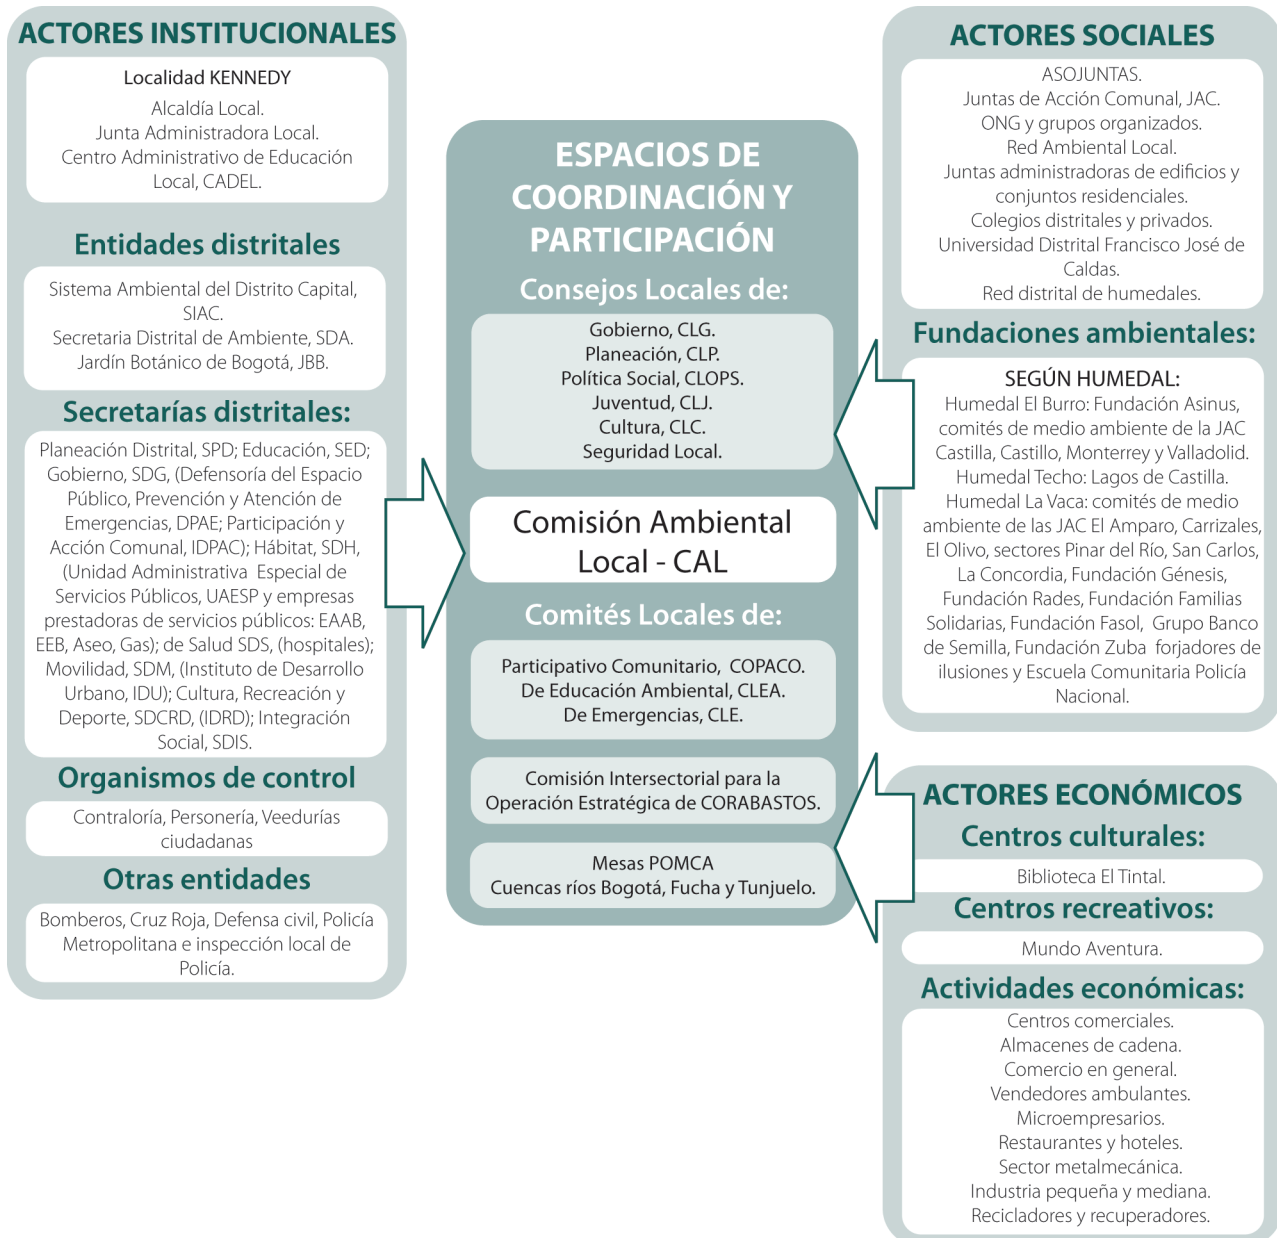 ACTORES INSTITUCIONALES
Localidad KENNEDY
Alcaldía Local.
Junta Administradora Local.
Centro Administrativo de Educación
Local, CADEL.
Entidades distritales
Sistema Ambiental del Distrito Capital,
SIAC.
Secretaria Distrital de Ambiente, SDA.
Jardín Botánico de Bogotá, JBB.
Secretarías distritales:
Planeación Distrital, SPD; Educación, SED;
Gobierno, SDG, (Defensoría del Espacio
Público, Prevención y Atención de
Emergencias, DPAE; Participación y
Acción Comunal, IDPAC); Hábitat, SDH,
(Unidad Administrativa Especial de
Servicios Públicos, UAESP y empresas
prestadoras de servicios públicos: EAAB,
EEB, Aseo, Gas); de Salud SDS, (hospitales);
Movilidad, SDM, (Instituto de Desarrollo
Urbano, IDU); Cultura, Recreación y
Deporte, SDCRD, (IDRD); Integración
Social, SDIS.
Organismos de control
Contraloría, Personería, Veedurías
ciudadanas
Otras entidades
Bomberos, Cruz Roja, Defensa civil, Policía
Metropolitana e inspección local de
Policía.
ESPACIOS DE
COORDINACIÓN Y
PARTICIPACIÓN
Consejos Locales de:
Gobierno, CLG.
Planeación, CLP.
Política Social, CLOPS.
Juventud, CLJ.
Cultura, CLC.
Seguridad Local.
Comisión Ambiental
Local - CAL
Comités Locales de:
Participativo Comunitario, COPACO.
De Educación Ambiental, CLEA.
De Emergencias, CLE.
Comisión Intersectorial para la
Operación Estratégica de CORABASTOS.
Mesas POMCA
Cuencas ríos Bogotá, Fucha y Tunjuelo.
ACTORES SOCIALES
ASOJUNTAS.
Juntas de Acción Comunal, JAC.
ONG y grupos organizados.
Red Ambiental Local.
Juntas administradoras de edificios y
conjuntos residenciales.
Colegios distritales y privados.
Universidad Distrital Francisco José de
Caldas.
Red distrital de humedales.
Fundaciones ambientales:
SEGÚN HUMEDAL:
Humedal El Burro: Fundación Asinus,
comités de medio ambiente de la JAC
Castilla, Castillo, Monterrey y Valladolid.
Humedal Techo: Lagos de Castilla.
Humedal La Vaca: comités de medio
ambiente de las JAC El Amparo, Carrizales,
El Olivo, sectores Pinar del Río, San Carlos,
La Concordia, Fundación Génesis,
Fundación Rades, Fundación Familias
Solidarias, Fundación Fasol, Grupo Banco
de Semilla, Fundación Zuba forjadores de
ilusiones y Escuela Comunitaria Policía
Nacional.
ACTORES ECONÓMICOS
Centros culturales:
Biblioteca El Tintal.
Centros recreativos:
Mundo Aventura.
Actividades económicas:
Centros comerciales.
Almacenes de cadena.
Comercio en general.
Vendedores ambulantes.
Microempresarios.
Restaurantes y hoteles.
Sector metalmecánica.
Industria pequeña y mediana.
Recicladores y recuperadores.